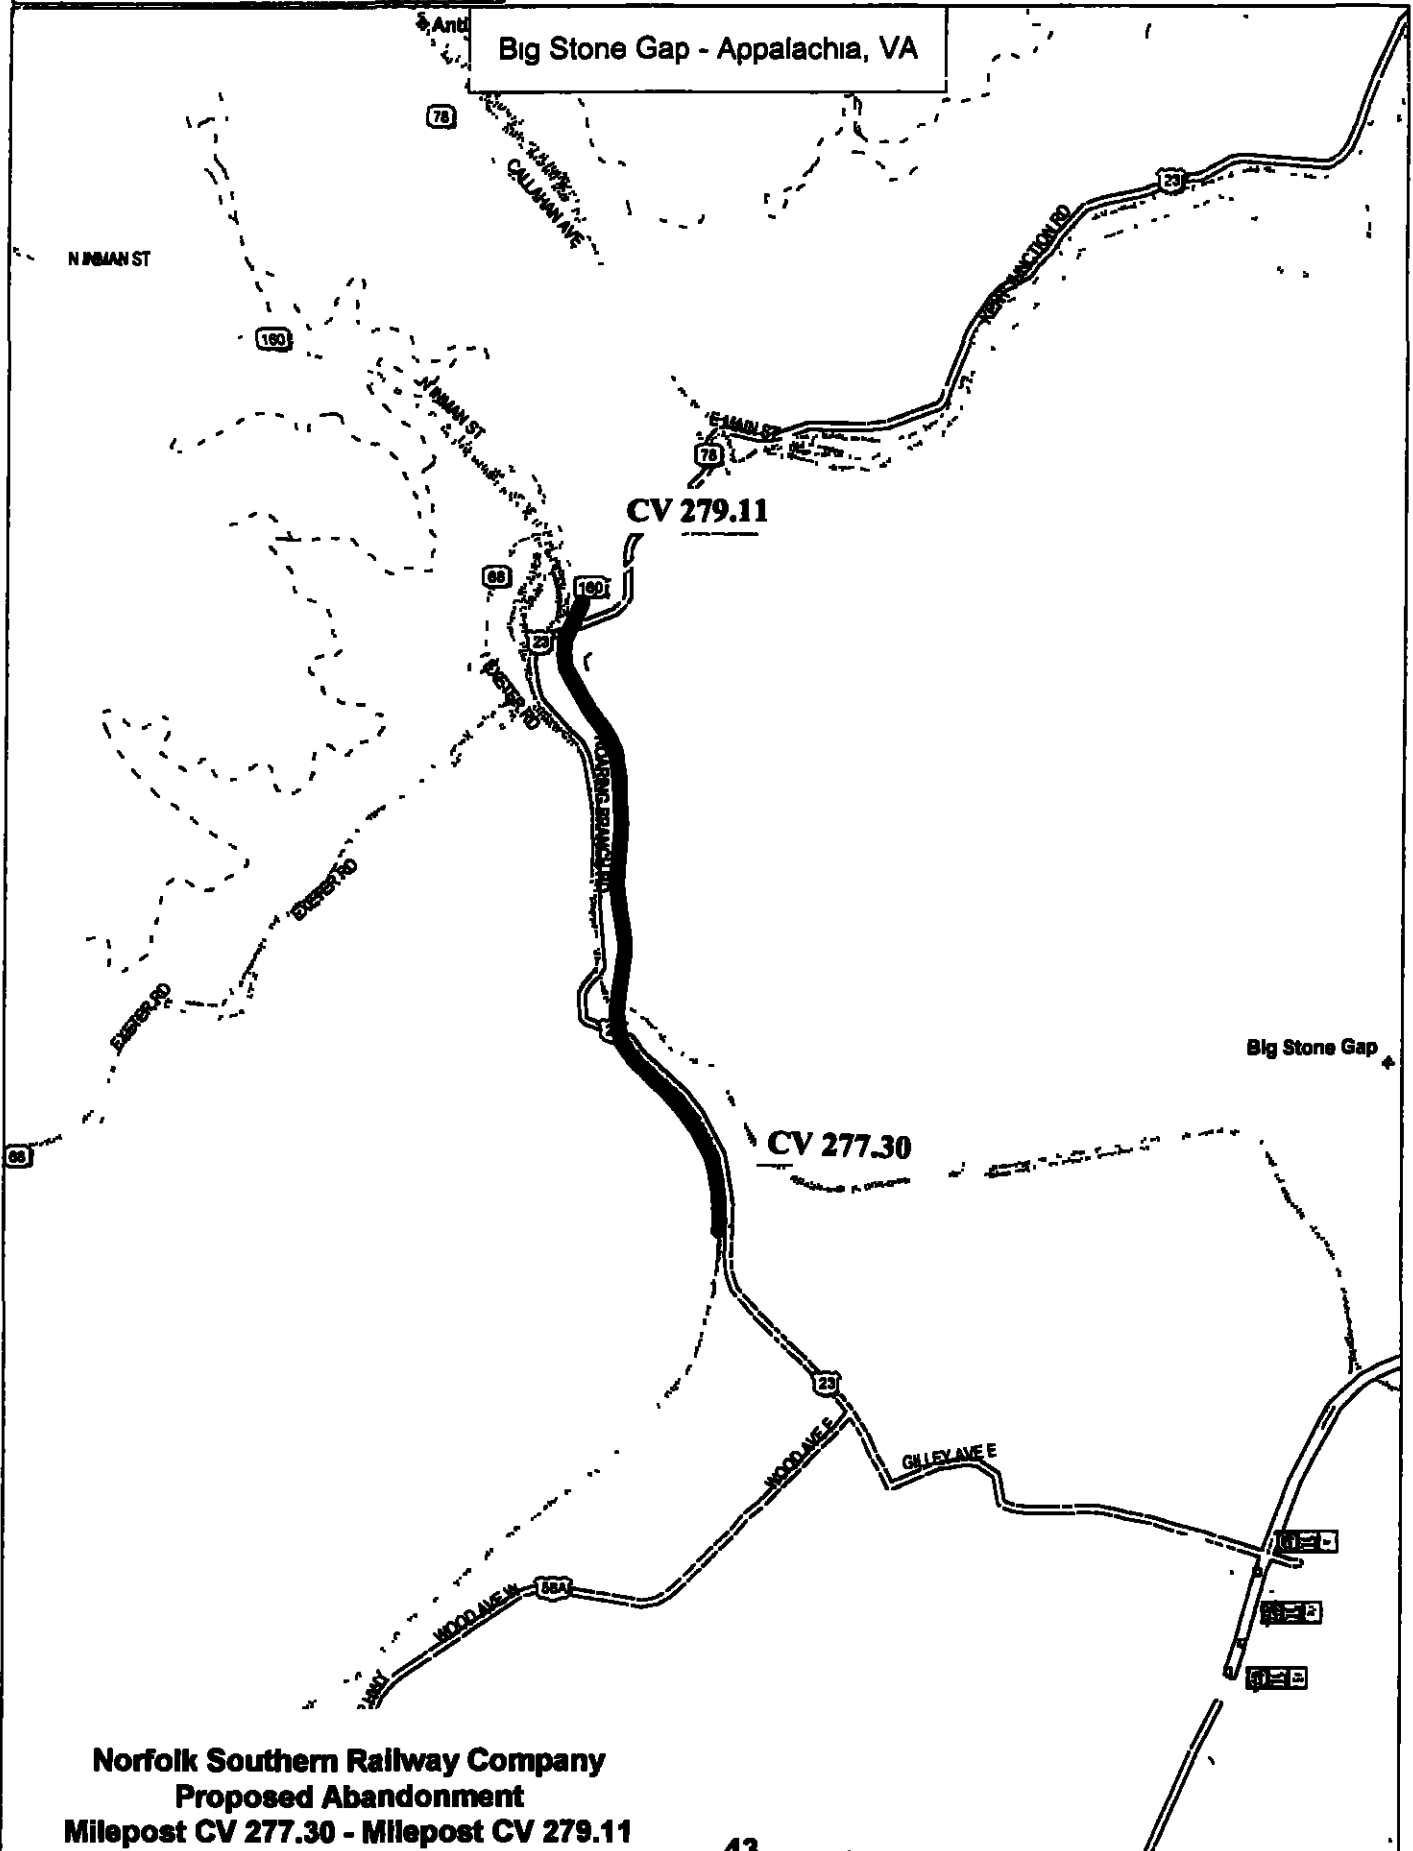 Anti
Big Stone Gap - Appalachia, VA
78
CALLAHAN AVE
23
KENT JUNCTION RD
N INMAN ST
160
N INMAN ST
E MAIN ST
78
CV 279.11
68
160
23
EXETER RD
ROARING BRANCH RD
EXETER RD
EXETER RD
Big Stone Gap
CV 277.30
68
23
WOOD AVE E
GILLEY AVE E
58A
WOOD AVE W
HWY
Norfolk Southern Railway Company
Proposed Abandonment
Milepost CV 277.30 - Milepost CV 279.11
43